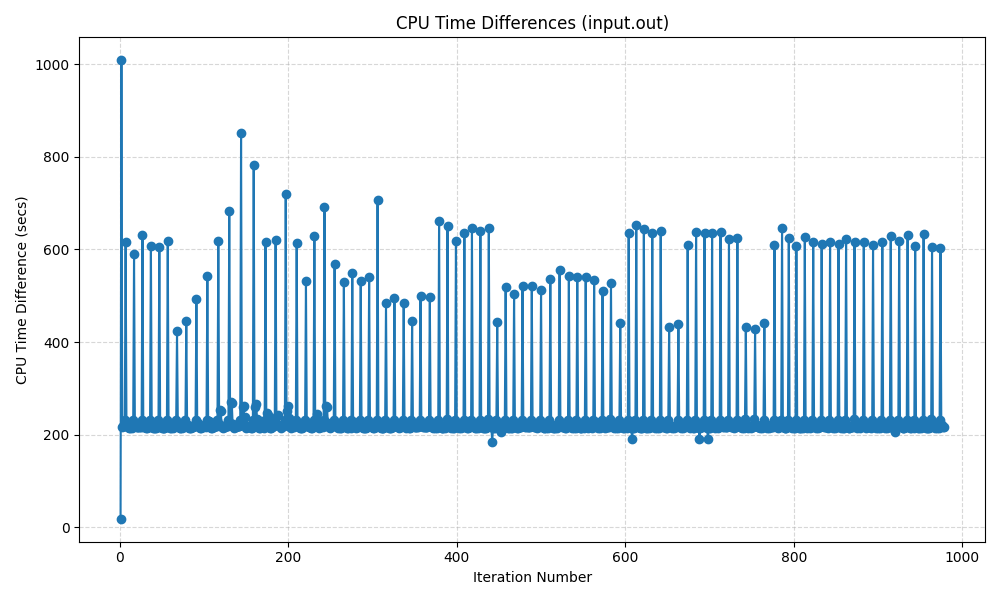 CPU Time Differences (input.out)
CPU Time Difference (secs)
1000
800
600
400
200
0
0 200 400 600 800 1000
Iteration Number